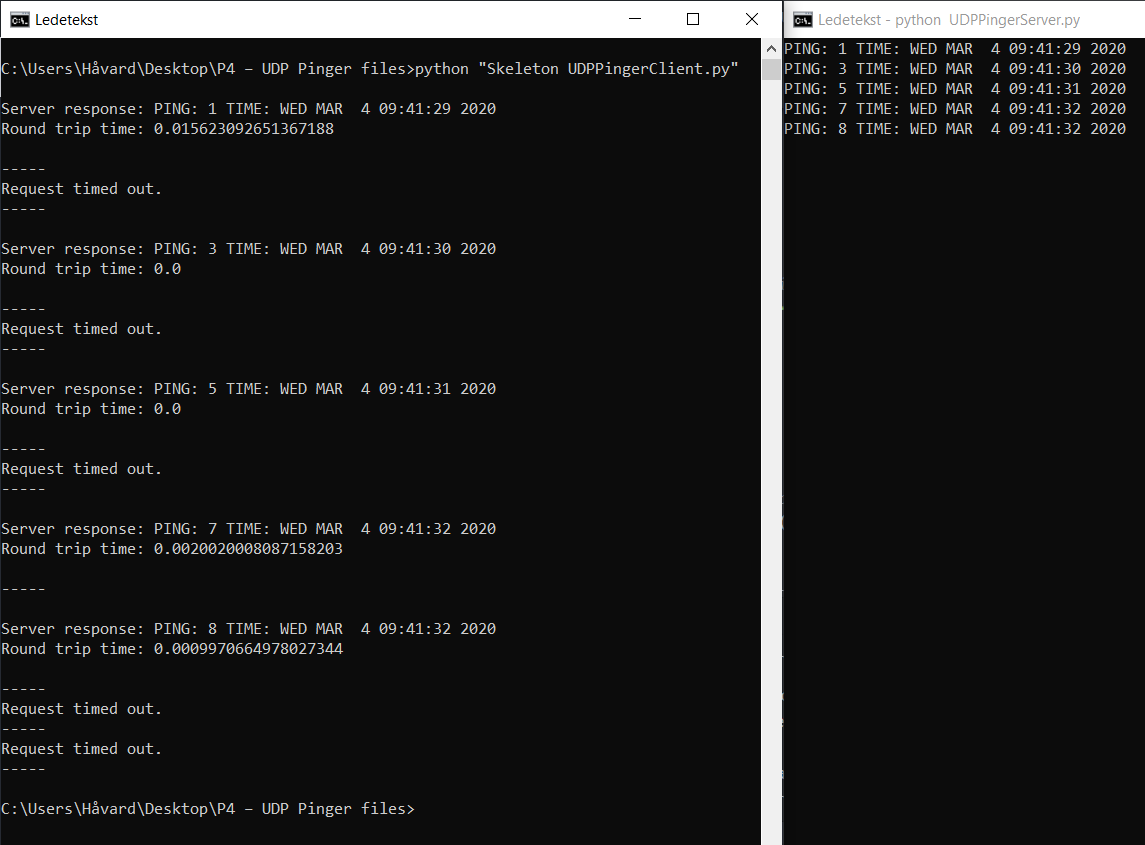 Ledetekst
C:\Users\Håvard\Desktop\P4 – UDP Pinger files>python "Skeleton UDPPingerClient.py"
Server response: PING: 1 TIME: WED MAR  4 09:41:29 2020
Round trip time: 0.015623092651367188
-----
Request timed out.
-----
Server response: PING: 3 TIME: WED MAR  4 09:41:30 2020
Round trip time: 0.0
-----
Request timed out.
-----
Server response: PING: 5 TIME: WED MAR  4 09:41:31 2020
Round trip time: 0.0
-----
Request timed out.
-----
Server response: PING: 7 TIME: WED MAR  4 09:41:32 2020
Round trip time: 0.0020020008087158203
-----
Server response: PING: 8 TIME: WED MAR  4 09:41:32 2020
Round trip time: 0.0009970664978027344
-----
Request timed out.
-----
Request timed out.
-----
C:\Users\Håvard\Desktop\P4 – UDP Pinger files>
Ledetekst - python  UDPPingerServer.py
PING: 1 TIME: WED MAR  4 09:41:29 2020
PING: 3 TIME: WED MAR  4 09:41:30 2020
PING: 5 TIME: WED MAR  4 09:41:31 2020
PING: 7 TIME: WED MAR  4 09:41:32 2020
PING: 8 TIME: WED MAR  4 09:41:32 2020